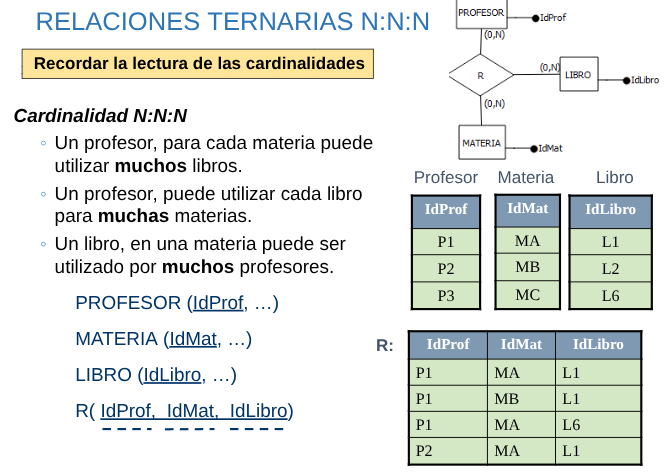 RELACIONES TERNARIAS N:N:N
Recordar la lectura de las cardinalidades
Cardinalidad N:N:N
◦ Un profesor, para cada materia puede
utilizar muchos libros.
◦ Un profesor, puede utilizar cada libro
para muchas materias.
◦ Un libro, en una materia puede ser
utilizado por muchos profesores.
PROFESOR (IdProf, …)
MATERIA (IdMat, …)
LIBRO (IdLibro, …)
R( IdProf, IdMat, IdLibro)
PROFESOR
IdProf
(0,N)
R
(0,N)
LIBRO
IdLibro
(0,N)
MATERIA
IdMat
Profesor Materia Libro
IdProf IdMat IdLibro
P1 MA L1
P2 MB L2
P3 MC L6
R:
IdProf IdMat IdLibro
P1 MA L1
P1 MB L1
P1 MA L6
P2 MA L1